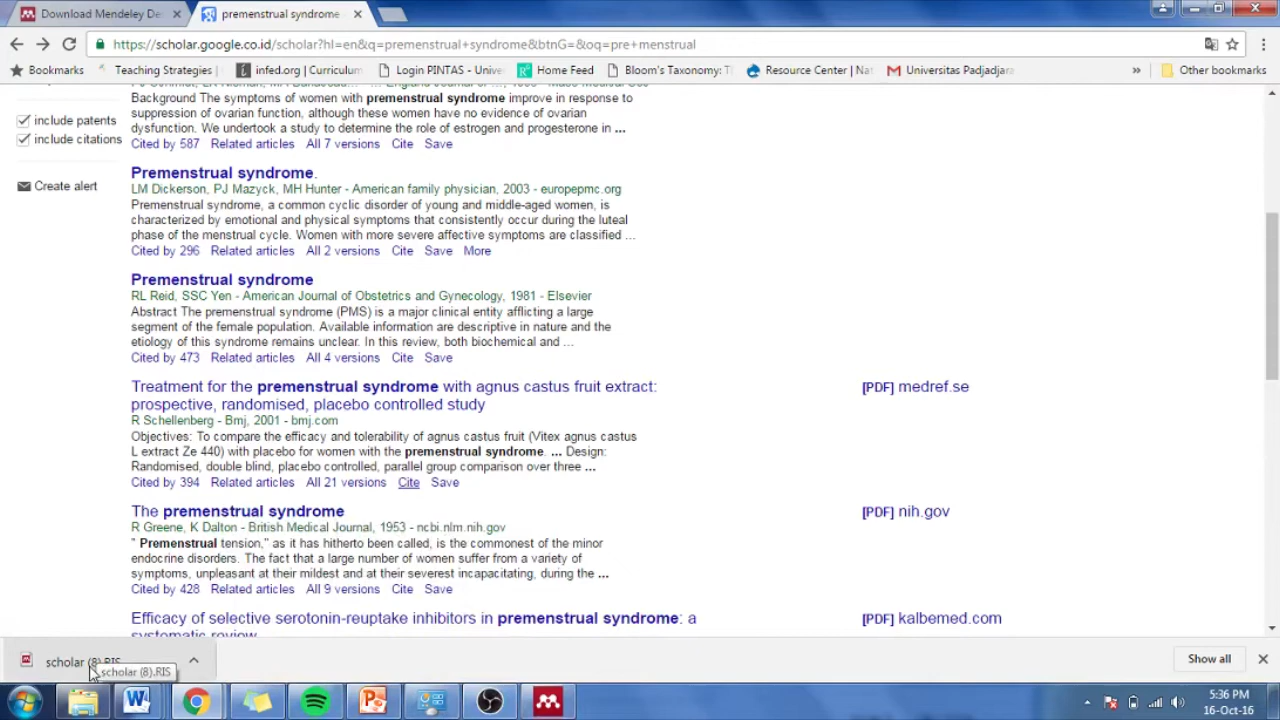 Download Mendeley De
premenstrual syndrome
https://scholar.google.co.id/scholar?hl=en&q=premenstrual+syndrome&btnG=&oq=pre+menstrual
Bookmarks
Teaching Strategies |
infed.org | Curriculum
Login PINTAS - Unive
Home Feed
Bloom's Taxonomy: T
Resource Center | Nat
Universitas Padjadjara
»
Other bookmarks
include patents
include citations
Create alert
Background The symptoms of women with premenstrual syndrome improve in response to
suppression of ovarian function, although these women have no evidence of ovarian
dysfunction. We undertook a study to determine the role of estrogen and progesterone in ...
Cited by 587 Related articles All 7 versions Cite Save
Premenstrual syndrome.
LM Dickerson, PJ Mazyck, MH Hunter - American family physician, 2003 - europepmc.org
Premenstrual syndrome, a common cyclic disorder of young and middle-aged women, is
characterized by emotional and physical symptoms that consistently occur during the luteal
phase of the menstrual cycle. Women with more severe affective symptoms are classified ...
Cited by 296 Related articles All 2 versions Cite Save More
Premenstrual syndrome
RL Reid, SSC Yen - American Journal of Obstetrics and Gynecology, 1981 - Elsevier
Abstract The premenstrual syndrome (PMS) is a major clinical entity afflicting a large
segment of the female population. Available information are descriptive in nature and the
etiology of this syndrome remains unclear. In this review, both biochemical and ...
Cited by 473 Related articles All 4 versions Cite Save
Treatment for the premenstrual syndrome with agnus castus fruit extract:
prospective, randomised, placebo controlled study
[PDF] medref.se
R Schellenberg - Bmj, 2001 - bmj.com
Objectives: To compare the efficacy and tolerability of agnus castus fruit (Vitex agnus castus
L extract Ze 440) with placebo for women with the premenstrual syndrome. ... Design:
Randomised, double blind, placebo controlled, parallel group comparison over three ...
Cited by 394 Related articles All 21 versions Cite Save
The premenstrual syndrome
[PDF] nih.gov
R Greene, K Dalton - British Medical Journal, 1953 - ncbi.nlm.nih.gov
" Premenstrual tension," as it has hitherto been called, is the commonest of the minor
endocrine disorders. The fact that a large number of women suffer from a variety of
symptoms, unpleasant at their mildest and at their severest incapacitating, during the ...
Cited by 428 Related articles All 9 versions Cite Save
Efficacy of selective serotonin-reuptake inhibitors in premenstrual syndrome: a
systematic review
[PDF] kalbemed.com
scholar (8).RIS
scholar (8).RIS
Show all
5:36 PM
16-Oct-16